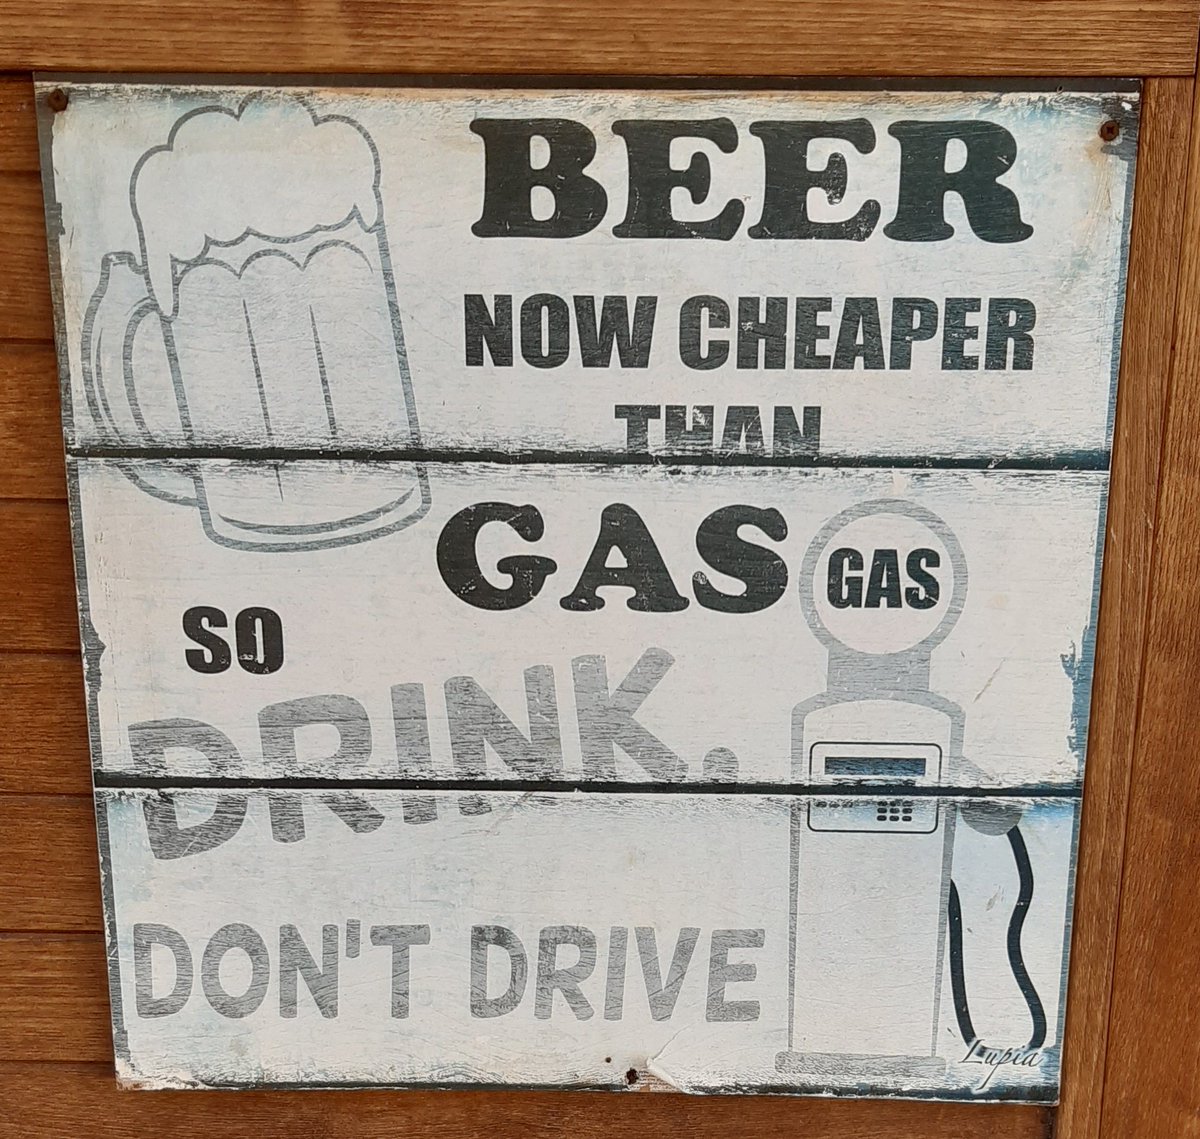 BEER
NOW CHEAPER
THAN
GAS
GAS
SO
DRINK.
DON'T DRIVE
Lupia